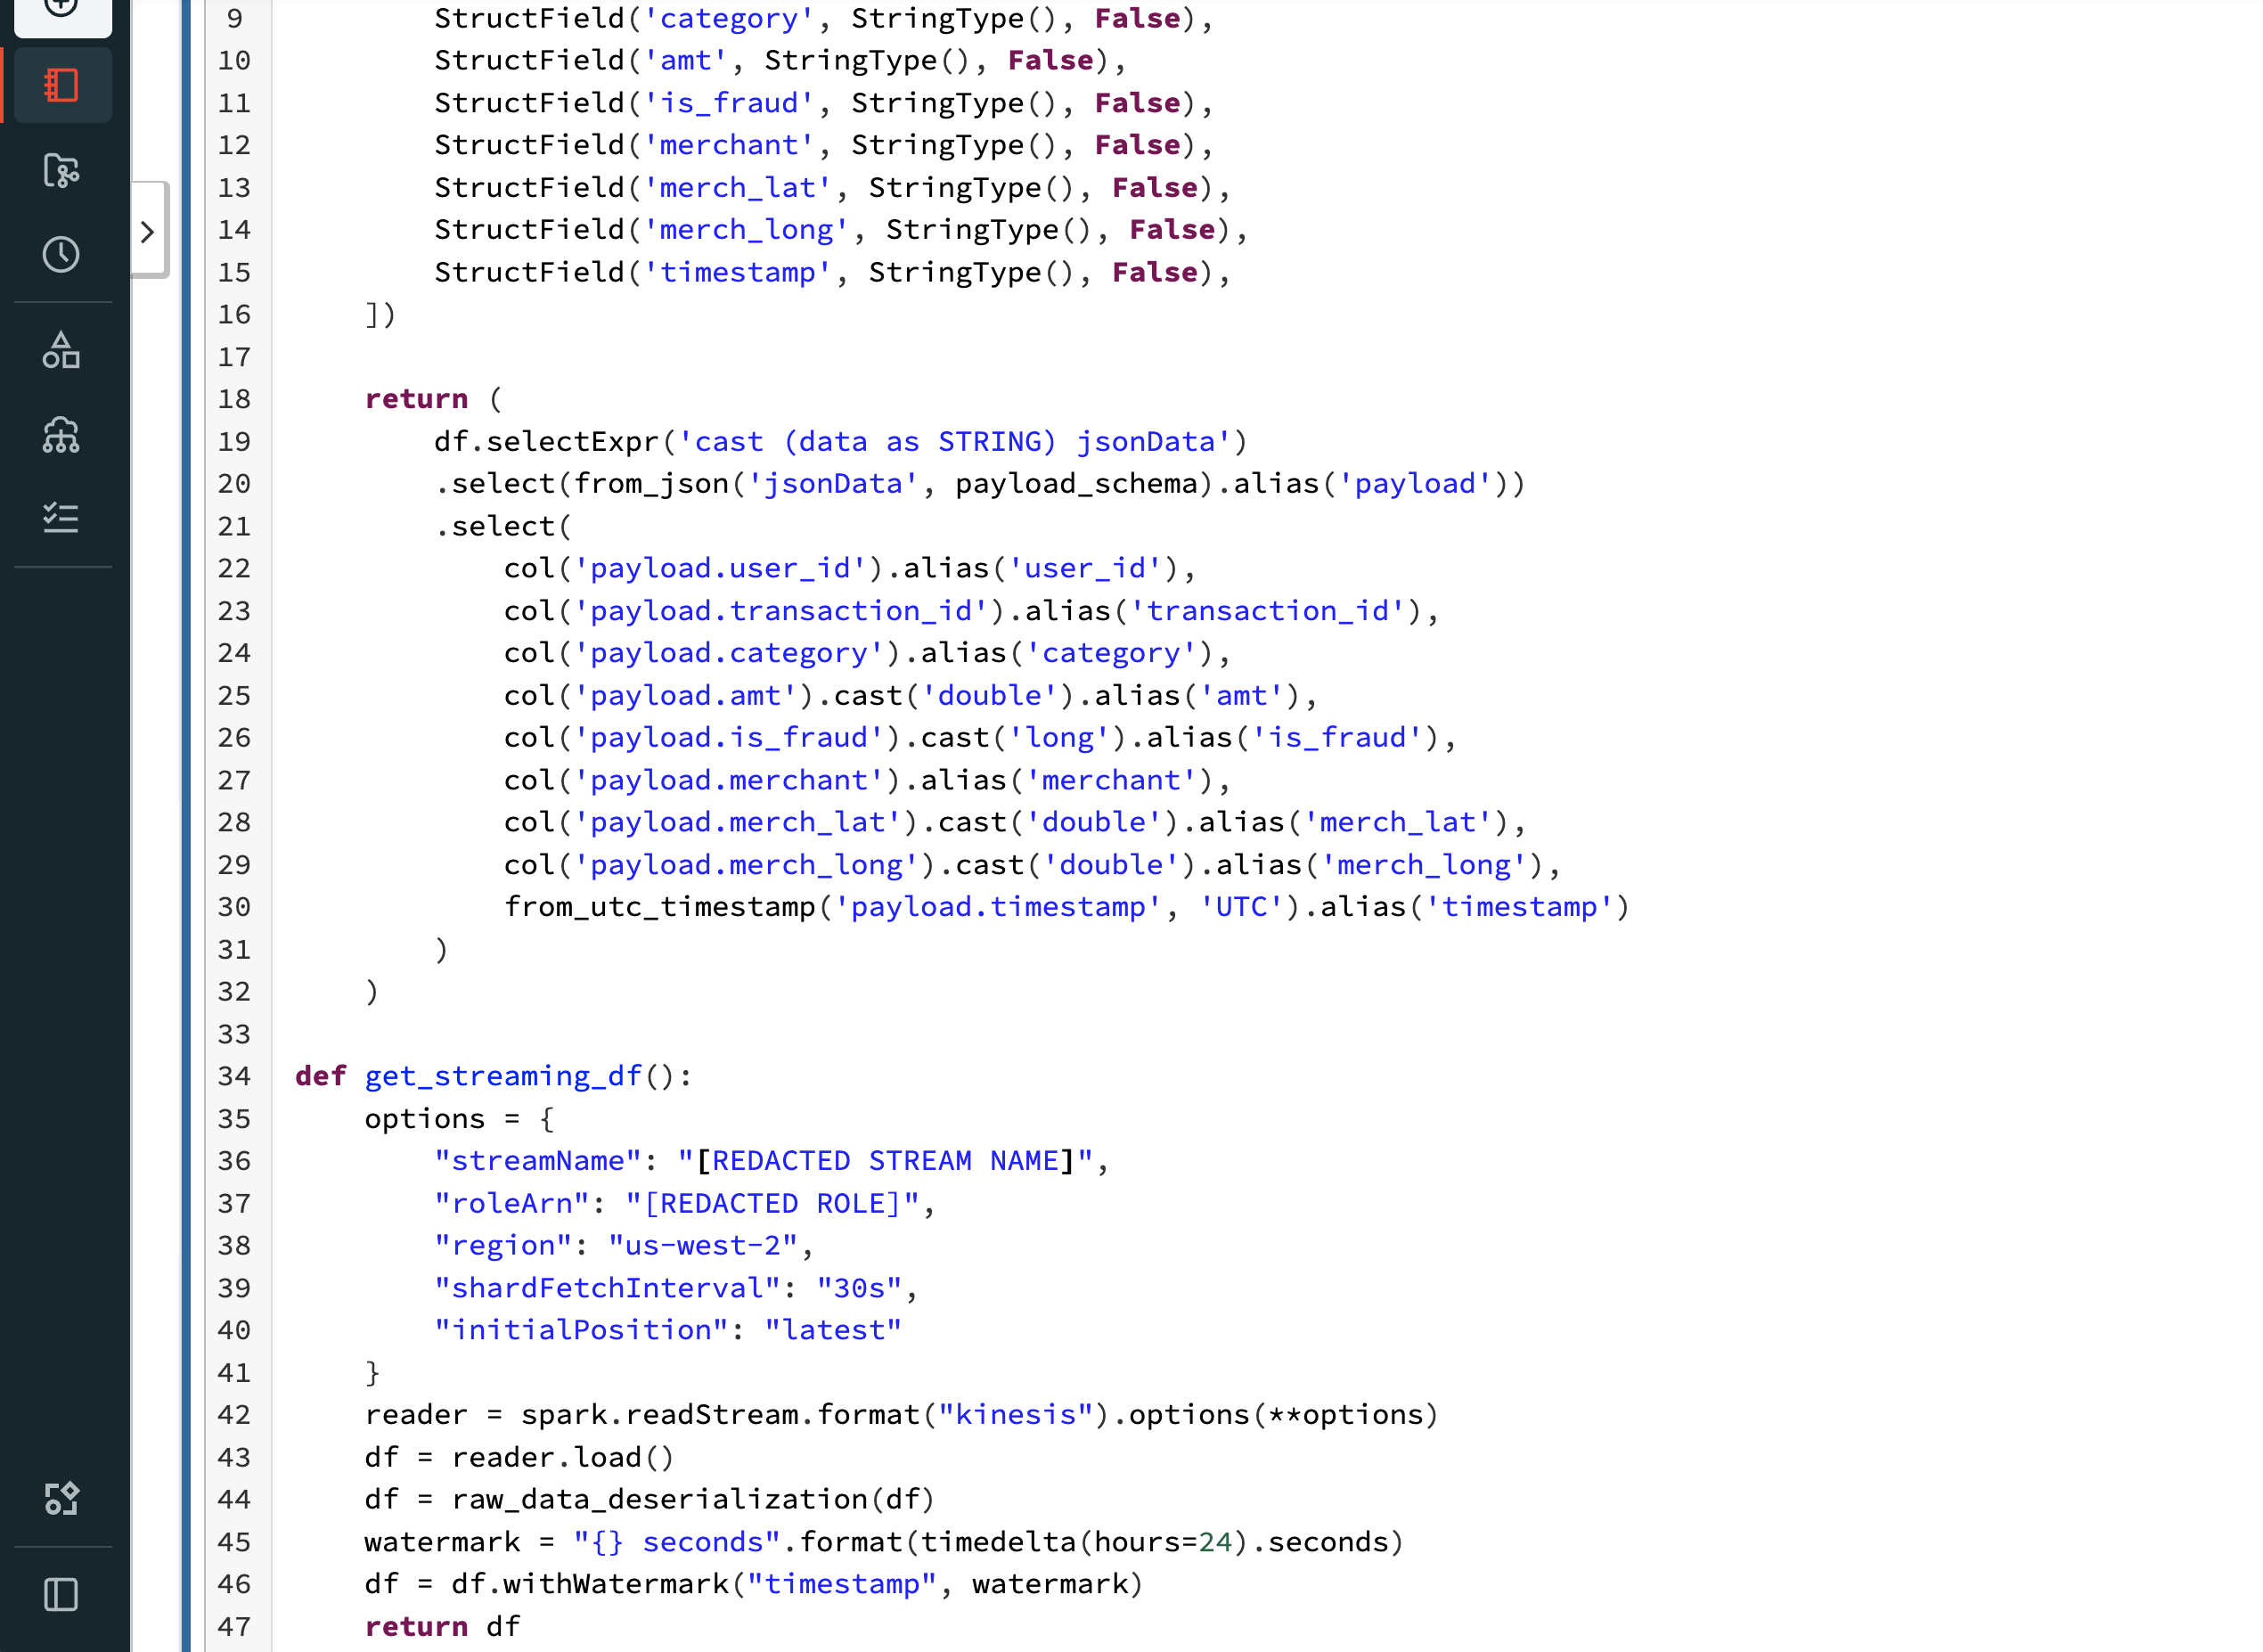 9 StructField('category', StringType(), False),
10 StructField('amt', StringType(), False),
11 StructField('is_fraud', StringType(), False),
12 StructField('merchant', StringType(), False),
13 StructField('merch_lat', StringType(), False),
14 StructField('merch_long', StringType(), False),
15 StructField('timestamp', StringType(), False),
16 ])
17
18 return (
19 df.selectExpr('cast (data as STRING) jsonData')
20 .select(from_json('jsonData', payload_schema).alias('payload'))
21 .select(
22 col('payload.user_id').alias('user_id'),
23 col('payload.transaction_id').alias('transaction_id'),
24 col('payload.category').alias('category'),
25 col('payload.amt').cast('double').alias('amt'),
26 col('payload.is_fraud').cast('long').alias('is_fraud'),
27 col('payload.merchant').alias('merchant'),
28 col('payload.merch_lat').cast('double').alias('merch_lat'),
29 col('payload.merch_long').cast('double').alias('merch_long'),
30 from_utc_timestamp('payload.timestamp', 'UTC').alias('timestamp')
31 )
32 )
33
34 def get_streaming_df():
35 options = {
36 "streamName": "[REDACTED STREAM NAME]",
37 "roleArn": "[REDACTED ROLE]",
38 "region": "us-west-2",
39 "shardFetchInterval": "30s",
40 "initialPosition": "latest"
41 }
42 reader = spark.readStream.format("kinesis").options(**options)
43 df = reader.load()
44 df = raw_data_deserialization(df)
45 watermark = "{} seconds".format(timedelta(hours=24).seconds)
46 df = df.withWatermark("timestamp", watermark)
47 return df